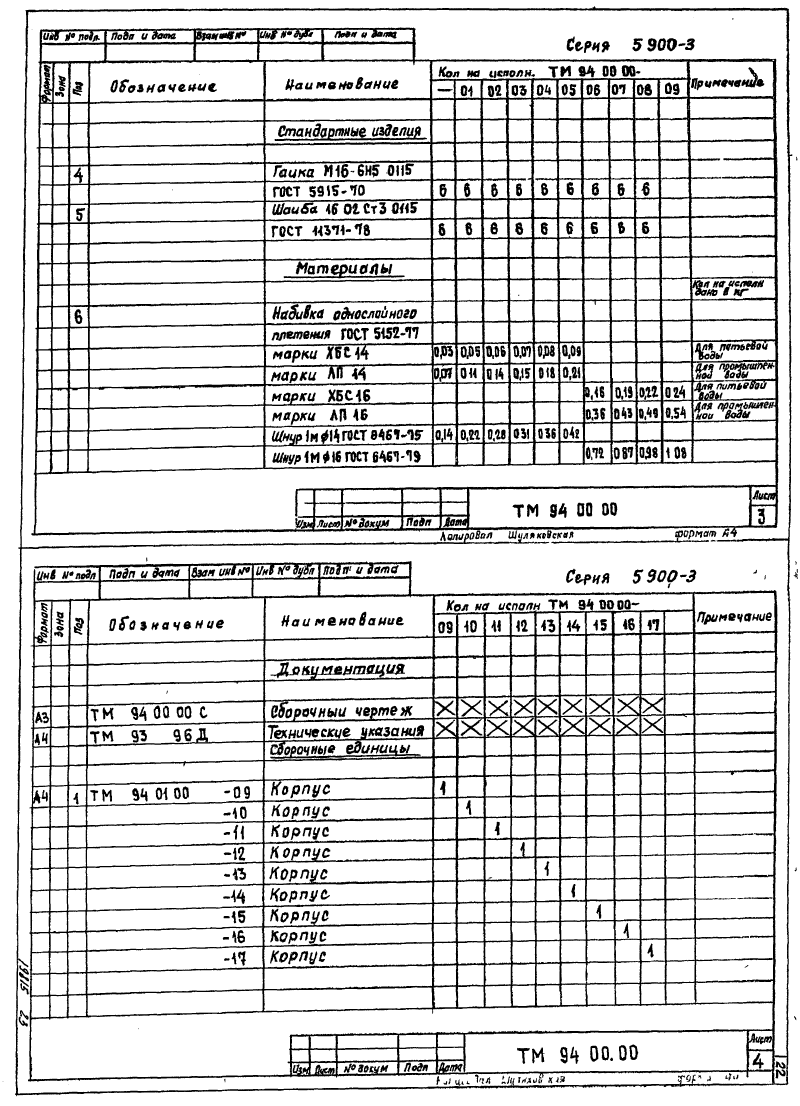 Инв № подл. Подп и дата Взам инв № Инв № дубл Подп и дата
Серия 5 900-3
Формат Зона Поз Обозначение Наименование Кол на исполн. ТМ 94 00 00- Примечание
— 01 02 03 04 05 06 07 08 09
Стандартные изделия
4 Гайка М16-6Н5 0115
ГОСТ 5915-70 6 6 6 6 6 6 6 6 6
5 Шайба 16 02 Ст3 0115
ГОСТ 11371-78 6 6 6 6 6 6 6 6 6
Материалы
Кол на исполн
дано в кг
6 Набивка однослойного
плетения ГОСТ 5152-77
марки ХБС 14 0,03 0,05 0,06 0,07 0,08 0,09 Для питьевой воды
марки АП 14 0,07 0 11 0 14 0,15 0 18 0,21 Для промышленной воды
марки ХБС 16 0,16 0,19 0,22 0 24 Для питьевой воды
марки АП 16 0,36 0 43 0,49 0,54 Для промышленной воды
Шнур 1м ф14 ГОСТ 6467-75 0,14 0,22 0,28 0 31 0 36 0 42
Шнур 1м ф16 ГОСТ 6467-79 0,72 0 87 0,98 1 08
ТМ 94 00 00
Лист
3
Изм Лист № докум Подп Дата
Копировал Шуляковская формат А4
Инв № подл Подп и дата Взам инв № Инв № дубл Подп и дата
Серия 5 900-3
Формат Зона Поз Обозначение Наименование Кол на исполн ТМ 94 00 00- Примечание
09 10 11 12 13 14 15 16 17
Документация
А3 ТМ 94 00 00 С Сборочный чертеж X X X X X X X X X
А4 ТМ 93 96 Д Технические указания X X X X X X X X X
Сборочные единицы
А4 1 ТМ 94 01 00 -09 Корпус 1
-10 Корпус 1
-11 Корпус 1
-12 Корпус 1
-13 Корпус 1
-14 Корпус 1
-15 Корпус 1
-16 Корпус 1
-17 Корпус 1
ТМ 94 00.00
Лист
4
Изм Лист № докум Подп Дата
22